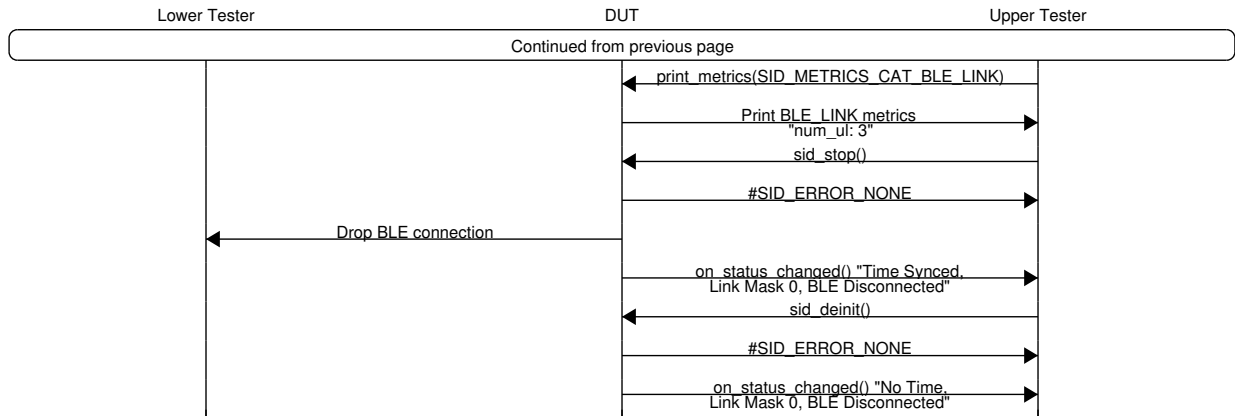 Lower Tester DUT Upper Tester
Continued from previous page
print_metrics(SID_METRICS_CAT_BLE_LINK)
Print BLE_LINK metrics
"num_ul: 3"
sid_stop()
#SID_ERROR_NONE
Drop BLE connection
on_status_changed() "Time Synced,
Link Mask 0, BLE Disconnected"
sid_deinit()
#SID_ERROR_NONE
on_status_changed() "No Time,
Link Mask 0, BLE Disconnected"